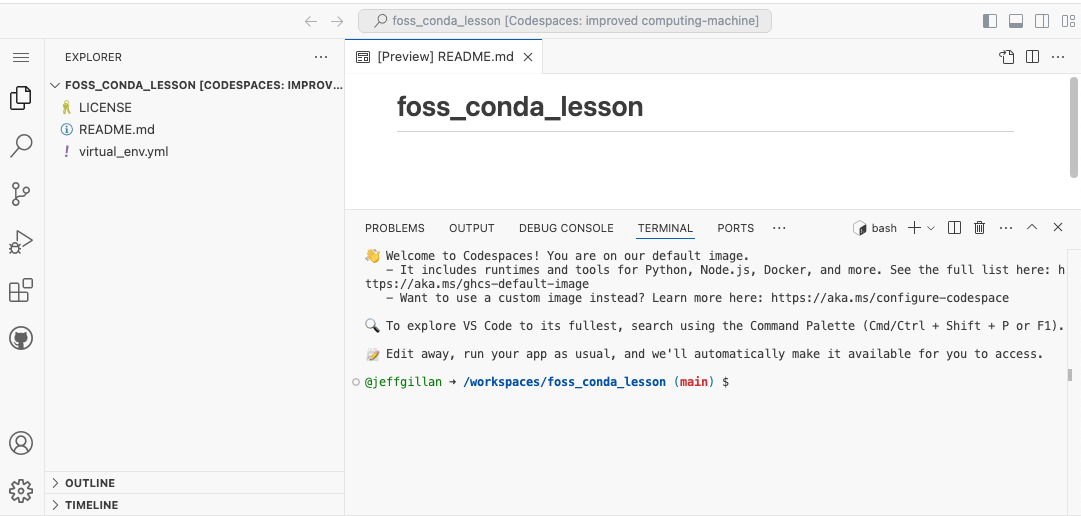 foss_conda_lesson [Codespaces: improved computing-machine]
EXPLORER
FOSS_CONDA_LESSON [CODESPACES: IMPROV...
LICENSE
README.md
virtual_env.yml
OUTLINE
TIMELINE
[Preview] README.md
foss_conda_lesson
PROBLEMS OUTPUT DEBUG CONSOLE TERMINAL PORTS
bash
👋 Welcome to Codespaces! You are on our default image.
- It includes runtimes and tools for Python, Node.js, Docker, and more. See the full list here: h
ttps://aka.ms/ghcs-default-image
- Want to use a custom image instead? Learn more here: https://aka.ms/configure-codespace
🔍 To explore VS Code to its fullest, search using the Command Palette (Cmd/Ctrl + Shift + P or F1).
📝 Edit away, run your app as usual, and we'll automatically make it available for you to access.
@jeffgillan → /workspaces/foss_conda_lesson (main) $